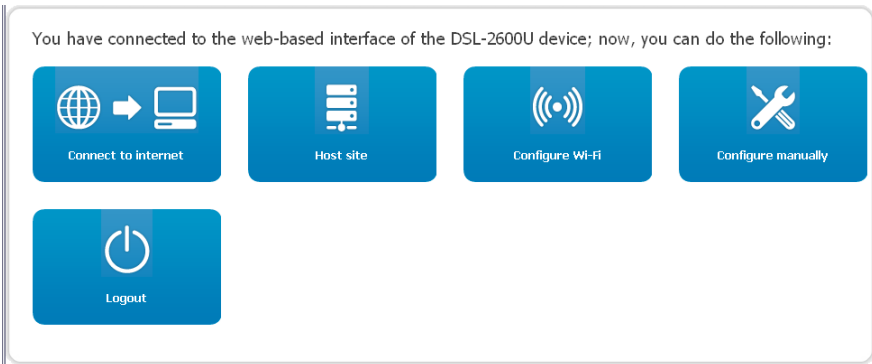 You have connected to the web-based interface of the DSL-2600U device; now, you can do the following:
Connect to internet
Host site
Configure Wi-Fi
Configure manually
Logout